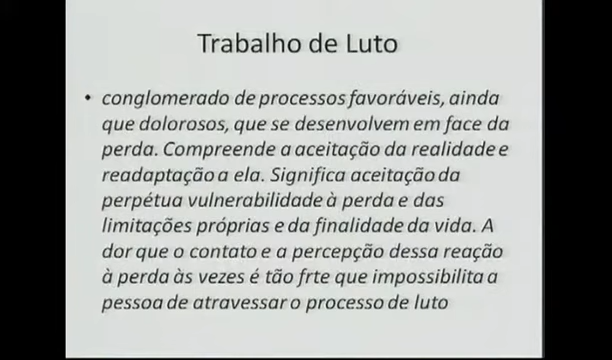 Trabalho de Luto
• conglomerado de processos favoráveis, ainda
que dolorosos, que se desenvolvem em face da
perda. Compreende a aceitação da realidade e
readaptação a ela. Significa aceitação da
perpétua vulnerabilidade à perda e das
limitações próprias e da finalidade da vida. A
dor que o contato e a percepção dessa reação
à perda às vezes é tão frte que impossibilita a
pessoa de atravessar o processo de luto